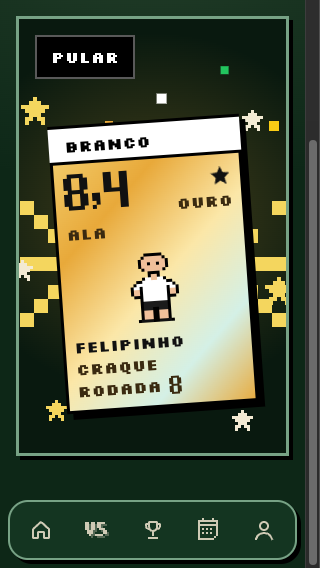 PULAR
BRANCO
8,4
OURO
ALA
FELIPINHO
CRAQUE
RODADA 8
VS